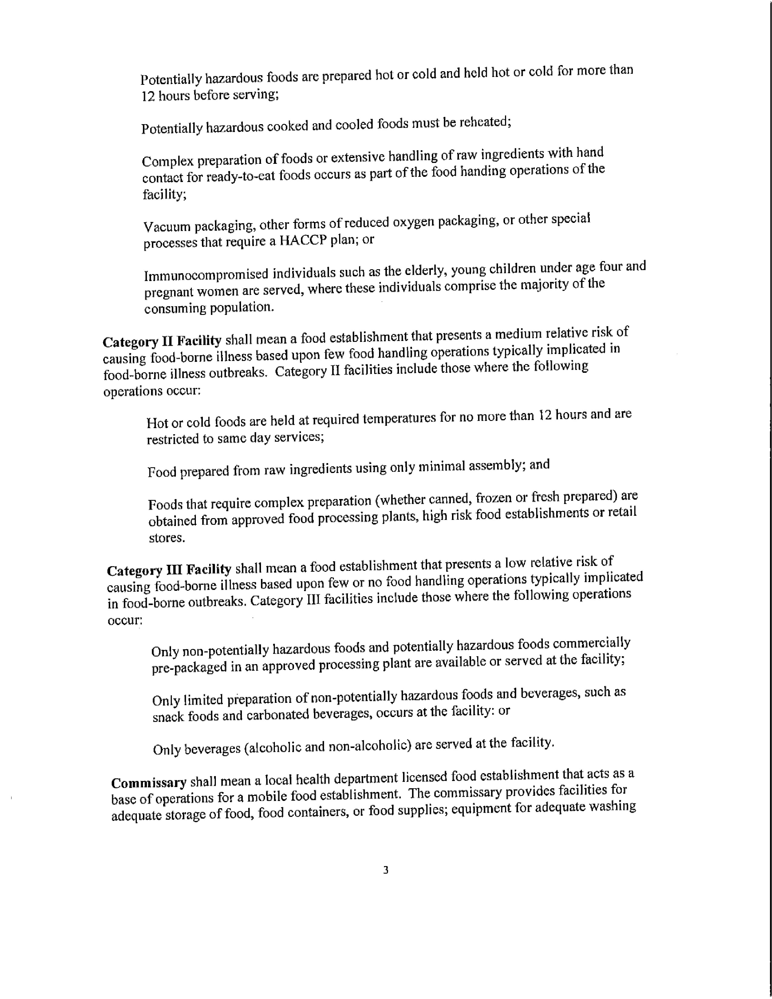 Potentially hazardous foods are prepared hot or cold and held hot or cold for more than
12 hours before serving;
Potentially hazardous cooked and cooled foods must be reheated;
Complex preparation of foods or extensive handling of raw ingredients with hand
contact for ready-to-eat foods occurs as part of the food handing operations of the
facility;
Vacuum packaging, other forms of reduced oxygen packaging, or other special
processes that require a HACCP plan; or
Immunocompromised individuals such as the elderly, young children under age four and
pregnant women are served, where these individuals comprise the majority of the
consuming population.
Category II Facility shall mean a food establishment that presents a medium relative risk of
causing food-borne illness based upon few food handling operations typically implicated in
food-borne illness outbreaks. Category II facilities include those where the following
operations occur:
Hot or cold foods are held at required temperatures for no more than 12 hours and are
restricted to same day services;
Food prepared from raw ingredients using only minimal assembly; and
Foods that require complex preparation (whether canned, frozen or fresh prepared) are
obtained from approved food processing plants, high risk food establishments or retail
stores.
Category III Facility shall mean a food establishment that presents a low relative risk of
causing food-borne illness based upon few or no food handling operations typically implicated
in food-borne outbreaks. Category III facilities include those where the following operations
occur:
Only non-potentially hazardous foods and potentially hazardous foods commercially
pre-packaged in an approved processing plant are available or served at the facility;
Only limited preparation of non-potentially hazardous foods and beverages, such as
snack foods and carbonated beverages, occurs at the facility: or
Only beverages (alcoholic and non-alcoholic) are served at the facility.
Commissary shall mean a local health department licensed food establishment that acts as a
base of operations for a mobile food establishment. The commissary provides facilities for
adequate storage of food, food containers, or food supplies; equipment for adequate washing
3